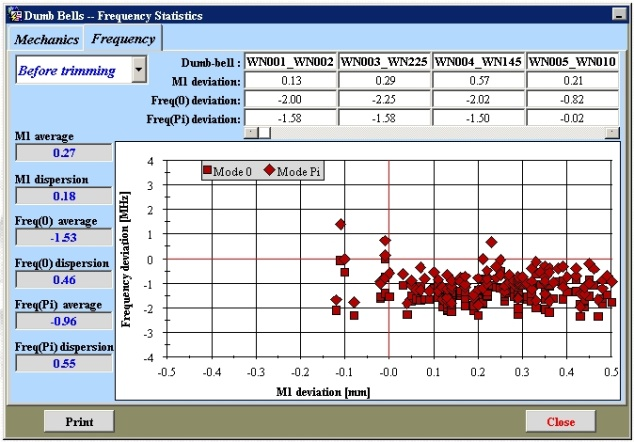 Dumb Bells -- Frequency Statistics
Mechanics Frequency
Before trimming
Dumb-bell : WN001_WN002 WN003_WN225 WN004_WN145 WN005_WN010
M1 deviation: 0.13 0.29 0.57 0.21
Freq(0) deviation: -2.00 -2.25 -2.02 -0.82
Freq(Pi) deviation: -1.58 -1.58 -1.50 -0.02
M1 average
0.27
M1 dispersion
0.18
Freq(0) average
-1.53
Freq(0) dispersion
0.46
Freq(Pi) average
-0.96
Freq(Pi) dispersion
0.55
Mode 0 Mode Pi
Frequency deviation [MHz]
4
3
2
1
0
-1
-2
-3
-4
-0.5 -0.4 -0.3 -0.2 -0.1 -0.0 0.1 0.2 0.3 0.4 0.5
M1 deviation [mm]
Print Close